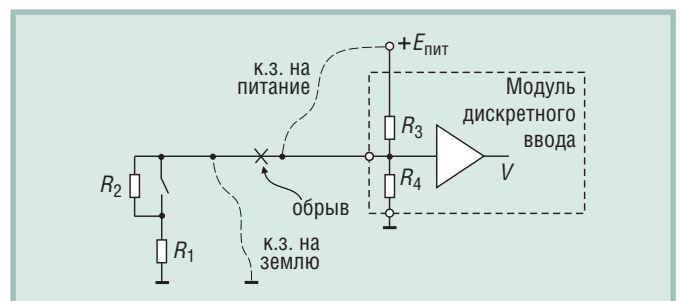 +Eпит
к.з. на
питание
Модуль
дискретного
ввода
R3
R4
V
R2
обрыв
R1
к.з. на
землю